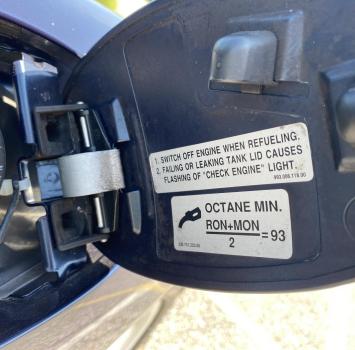 1. SWITCH OFF ENGINE WHEN REFUELING.
2. FAILING OR LEAKING TANK LID CAUSES
FLASHING OF "CHECK ENGINE" LIGHT.
OCTANE MIN.
RON+MON
2
=93